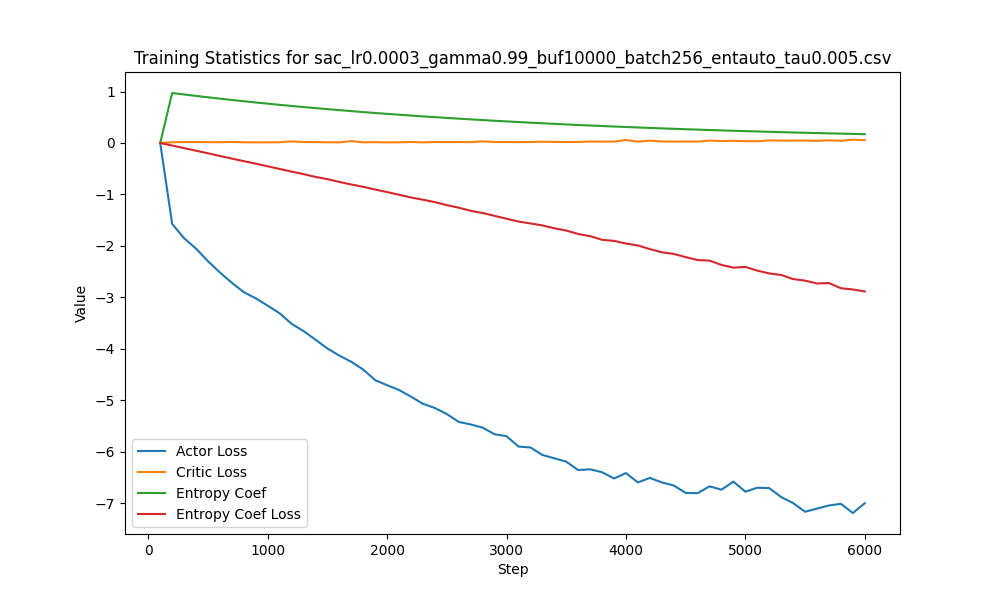 Training Statistics for sac_lr0.0003_gamma0.99_buf10000_batch256_entauto_tau0.005.csv
1
0
−1
−2
−3
−4
−5
−6
−7
Value
Actor Loss
Critic Loss
Entropy Coef
Entropy Coef Loss
0 1000 2000 3000 4000 5000 6000
Step